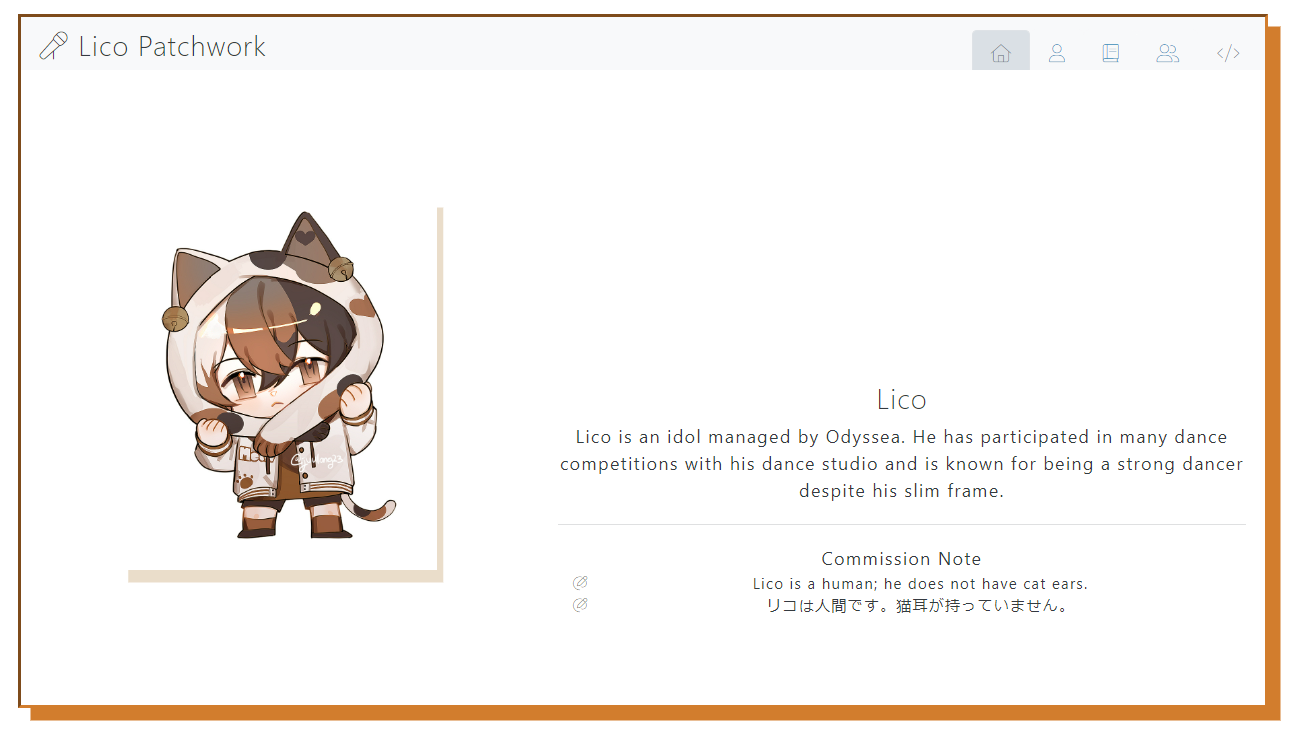 Lico Patchwork
Lico
Lico is an idol managed by Odyssea. He has participated in many dance
competitions with his dance studio and is known for being a strong dancer
despite his slim frame.
Commission Note
Lico is a human; he does not have cat ears.
リコは人間です。猫耳が持っていません。